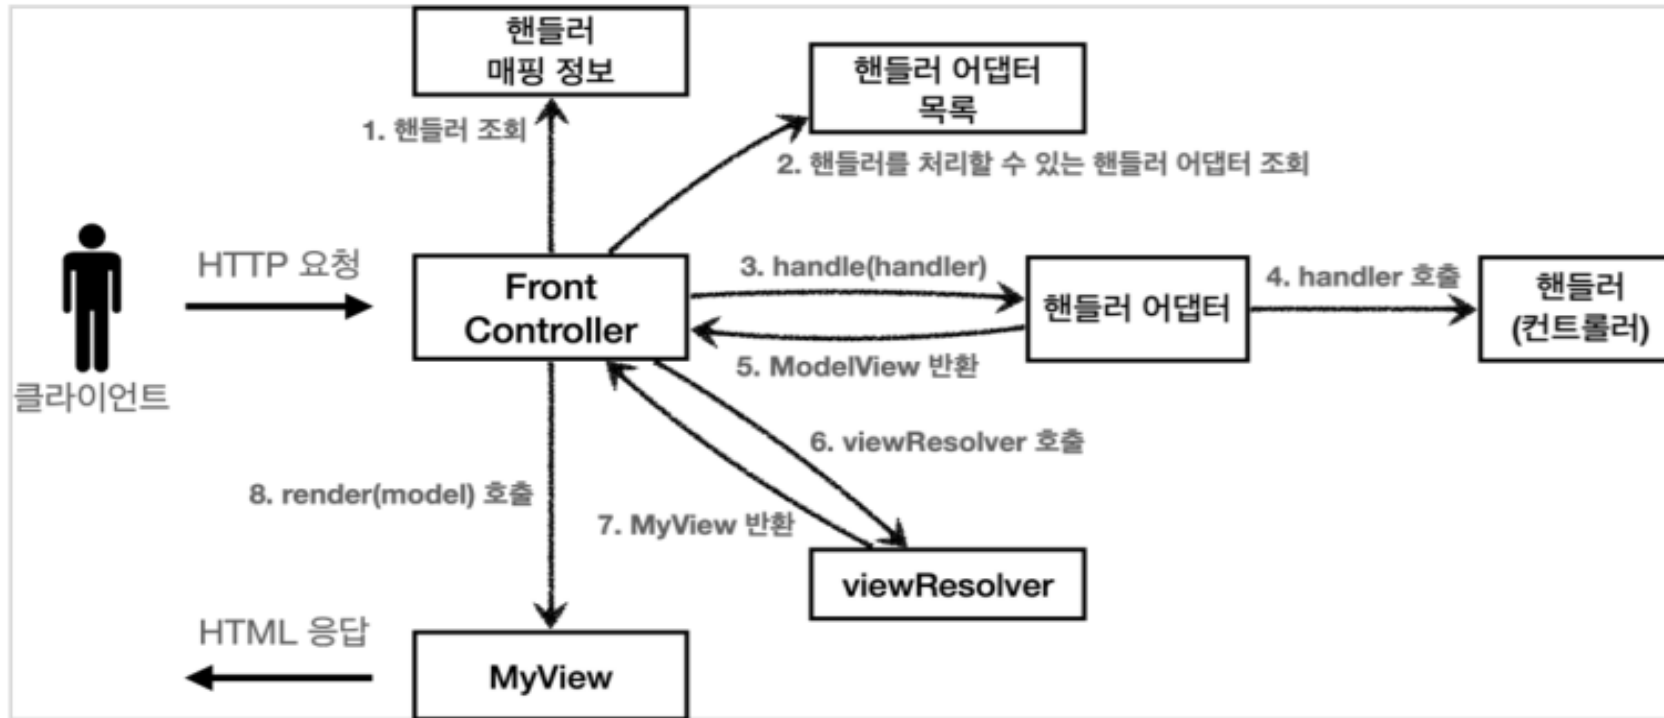 핸들러
매핑 정보
핸들러 어댑터
목록
1. 핸들러 조회
2. 핸들러를 처리할 수 있는 핸들러 어댑터 조회
HTTP 요청
Front
Controller
3. handle(handler)
핸들러 어댑터
4. handler 호출
핸들러
(컨트롤러)
5. ModelView 반환
클라이언트
6. viewResolver 호출
8. render(model) 호출
7. MyView 반환
viewResolver
HTML 응답
MyView